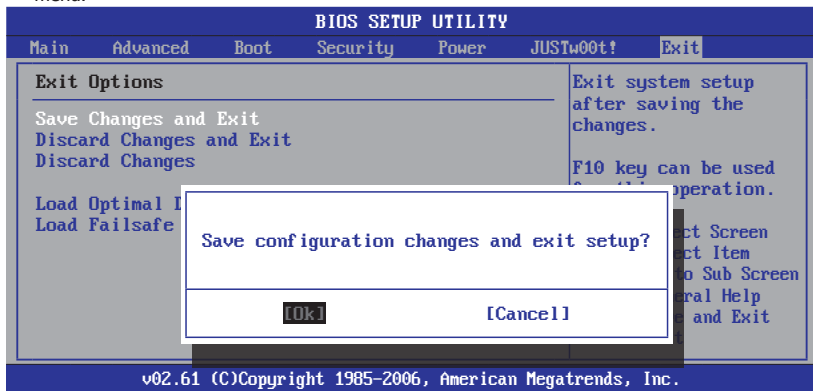 menu.
BIOS SETUP UTILITY
Main Advanced Boot Security Power JUSTw00t! Exit
Exit Options
Save Changes and Exit
Discard Changes and Exit
Discard Changes
Load Optimal D
Load Failsafe
Exit system setup
after saving the
changes.
F10 key can be used
operation.
ect Screen
ect Item
to Sub Screen
eral Help
e and Exit
t
Save configuration changes and exit setup?
[Ok] [Cancel]
v02.61 (C)Copyright 1985-2006, American Megatrends, Inc.